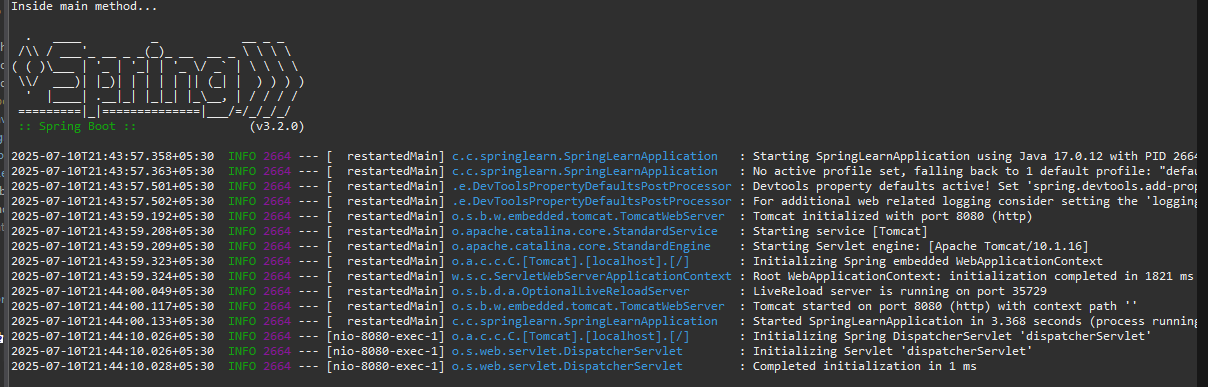 Inside main method...
  .   ____          _            __ _ _
 /\\ / ___'_ __ _ _(_)_ __  __ _ \ \ \ \
( ( )\___ | '_ | '_| | '_ \/ _` | \ \ \ \
 \\/  ___)| |_)| | | | | || (_| |  ) ) ) )
  '  |____| .__|_| |_|_| |_\__, | / / / /
 =========|_|==============|___/=/_/_/_/
 :: Spring Boot ::                (v3.2.0)
2025-07-10T21:43:57.358+05:30  INFO 2664 --- [  restartedMain] c.c.springlearn.SpringLearnApplication   : Starting SpringLearnApplication using Java 17.0.12 with PID 2664
2025-07-10T21:43:57.363+05:30  INFO 2664 --- [  restartedMain] c.c.springlearn.SpringLearnApplication   : No active profile set, falling back to 1 default profile: "defau
2025-07-10T21:43:57.501+05:30  INFO 2664 --- [  restartedMain] .e.DevToolsPropertyDefaultsPostProcessor : Devtools property defaults active! Set 'spring.devtools.add-prop
2025-07-10T21:43:57.502+05:30  INFO 2664 --- [  restartedMain] .e.DevToolsPropertyDefaultsPostProcessor : For additional web related logging consider setting the 'logging
2025-07-10T21:43:59.192+05:30  INFO 2664 --- [  restartedMain] o.s.b.w.embedded.tomcat.TomcatWebServer  : Tomcat initialized with port 8080 (http)
2025-07-10T21:43:59.208+05:30  INFO 2664 --- [  restartedMain] o.apache.catalina.core.StandardService   : Starting service [Tomcat]
2025-07-10T21:43:59.209+05:30  INFO 2664 --- [  restartedMain] o.apache.catalina.core.StandardEngine    : Starting Servlet engine: [Apache Tomcat/10.1.16]
2025-07-10T21:43:59.323+05:30  INFO 2664 --- [  restartedMain] o.a.c.c.C.[Tomcat].[localhost].[/]       : Initializing Spring embedded WebApplicationContext
2025-07-10T21:43:59.324+05:30  INFO 2664 --- [  restartedMain] w.s.c.ServletWebServerApplicationContext : Root WebApplicationContext: initialization completed in 1821 ms
2025-07-10T21:44:00.049+05:30  INFO 2664 --- [  restartedMain] o.s.b.d.a.OptionalLiveReloadServer       : LiveReload server is running on port 35729
2025-07-10T21:44:00.117+05:30  INFO 2664 --- [  restartedMain] o.s.b.w.embedded.tomcat.TomcatWebServer  : Tomcat started on port 8080 (http) with context path ''
2025-07-10T21:44:00.133+05:30  INFO 2664 --- [  restartedMain] c.c.springlearn.SpringLearnApplication   : Started SpringLearnApplication in 3.368 seconds (process running
2025-07-10T21:44:10.026+05:30  INFO 2664 --- [nio-8080-exec-1] o.a.c.c.C.[Tomcat].[localhost].[/]       : Initializing Spring DispatcherServlet 'dispatcherServlet'
2025-07-10T21:44:10.026+05:30  INFO 2664 --- [nio-8080-exec-1] o.s.web.servlet.DispatcherServlet        : Initializing Servlet 'dispatcherServlet'
2025-07-10T21:44:10.028+05:30  INFO 2664 --- [nio-8080-exec-1] o.s.web.servlet.DispatcherServlet        : Completed initialization in 1 ms